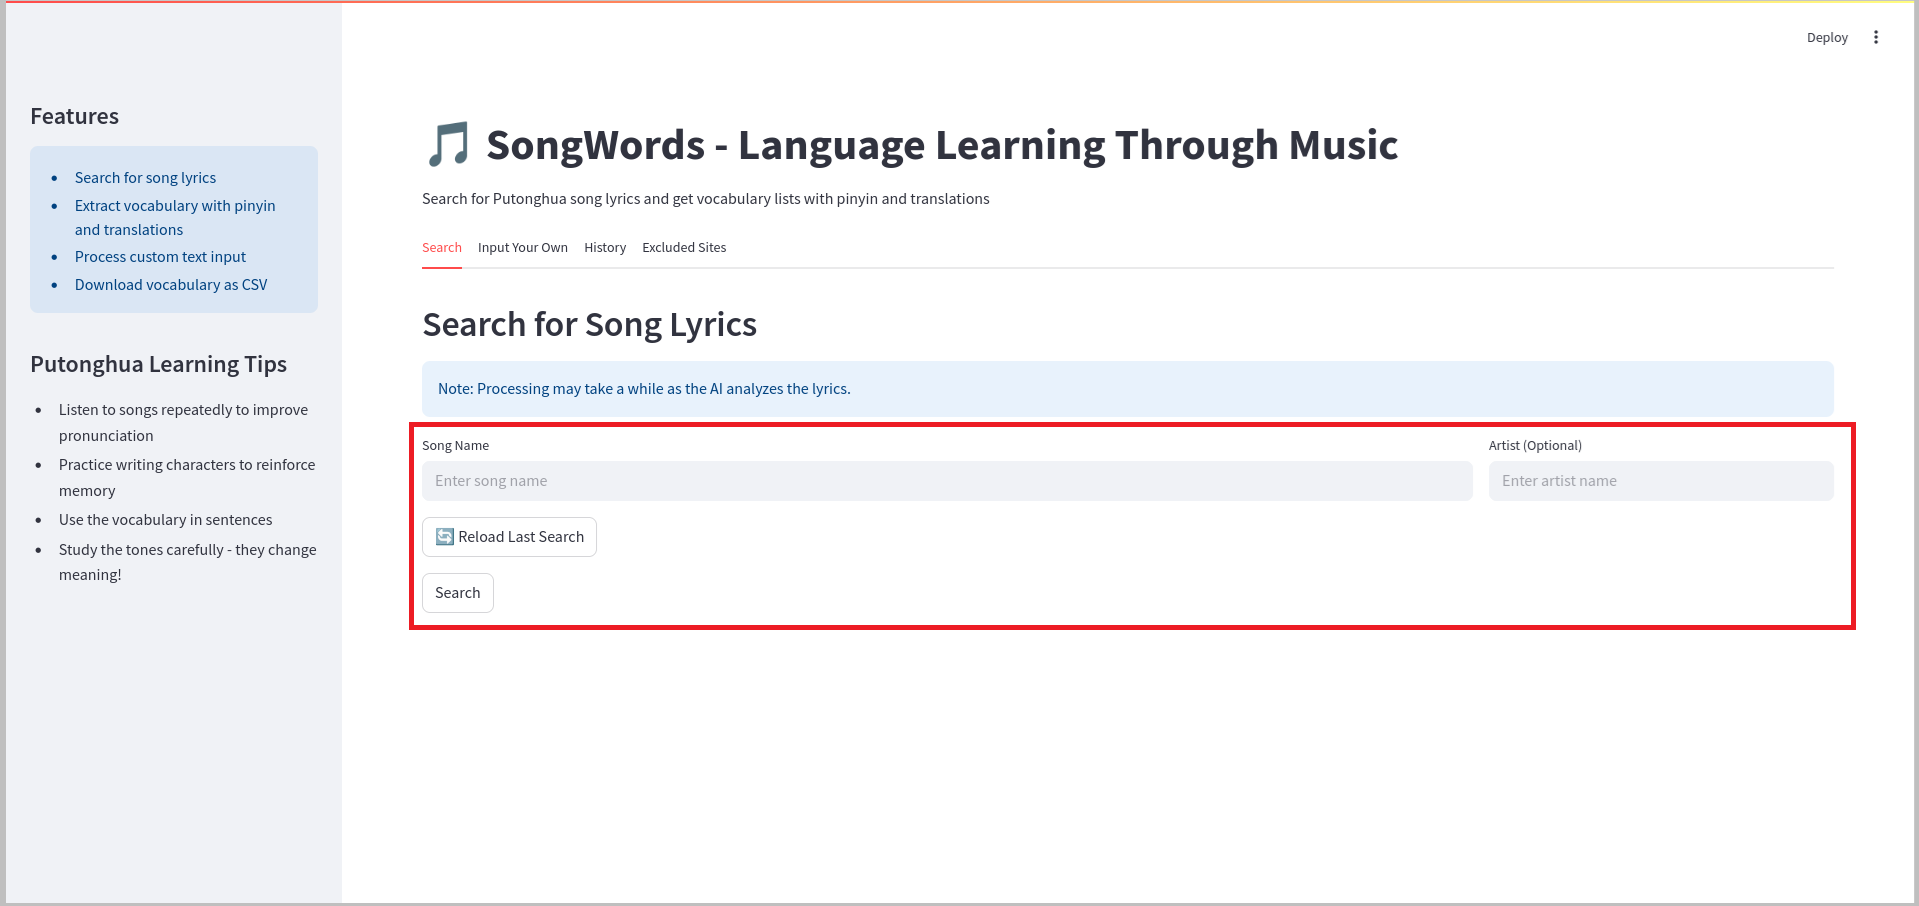 Deploy
Features
Search for song lyrics
Extract vocabulary with pinyin
and translations
Process custom text input
Download vocabulary as CSV
Putonghua Learning Tips
Listen to songs repeatedly to improve
pronunciation
Practice writing characters to reinforce
memory
Use the vocabulary in sentences
Study the tones carefully - they change
meaning!
SongWords - Language Learning Through Music
Search for Putonghua song lyrics and get vocabulary lists with pinyin and translations
Search Input Your Own History Excluded Sites
Search for Song Lyrics
Note: Processing may take a while as the AI analyzes the lyrics.
Song Name Artist (Optional)
Enter song name Enter artist name
Reload Last Search
Search